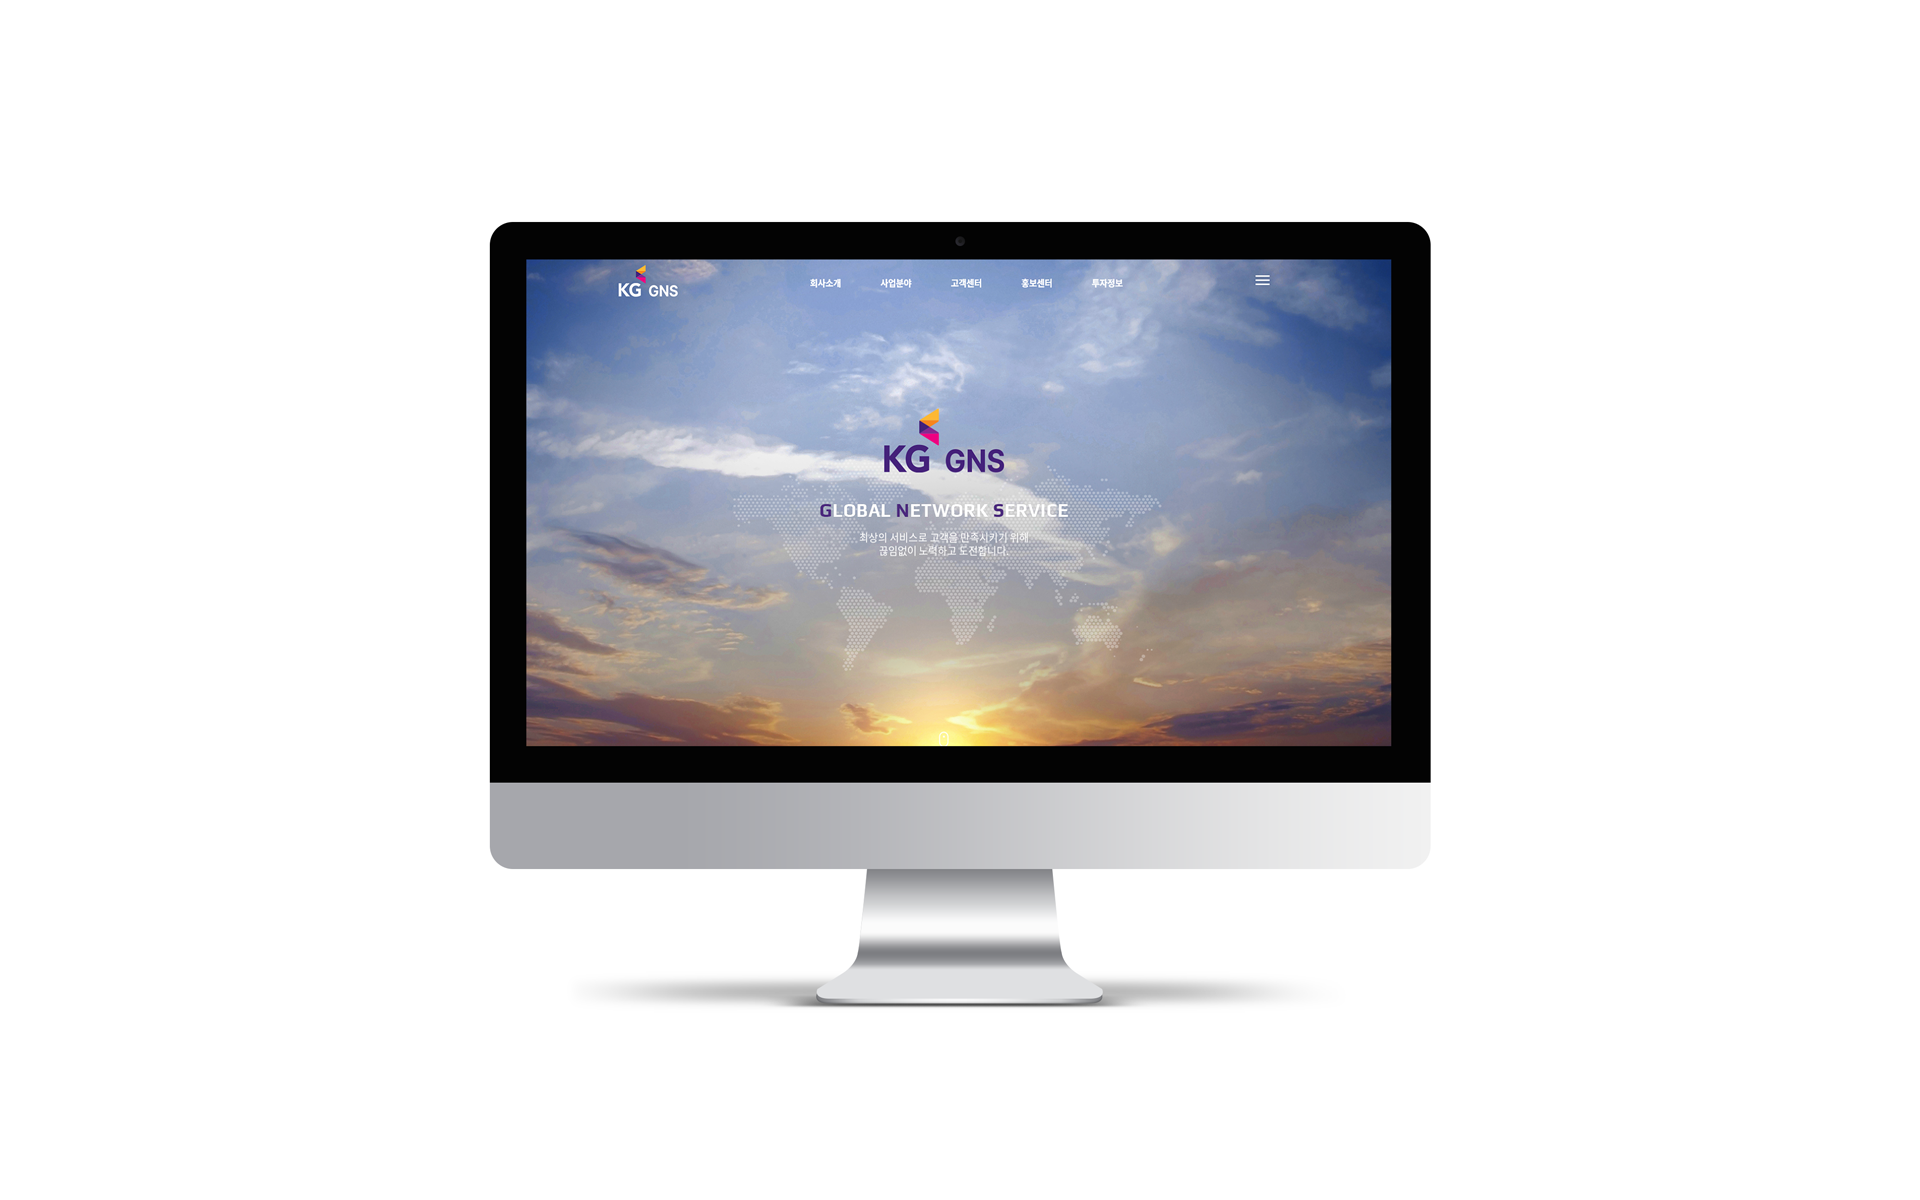 KG GNS
회사소개 사업분야 고객센터 홍보센터 투자정보
KG GNS
GLOBAL NETWORK SERVICE
최상의 서비스로 고객을 만족시키기 위해
끊임없이 노력하고 도전합니다.